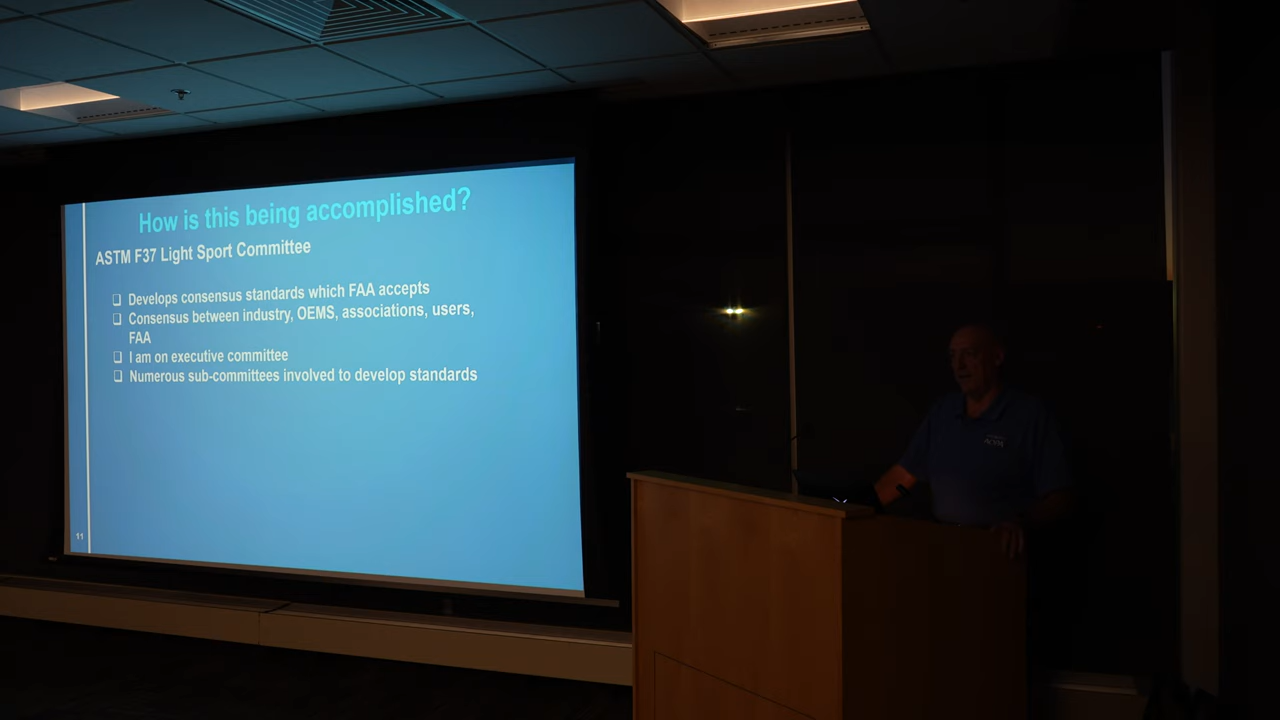 How is this being accomplished?
ASTM F37 Light Sport Committee
❑ Develops consensus standards which FAA accepts
❑ Consensus between industry, OEMS, associations, users,
FAA
❑ I am on executive committee
❑ Numerous sub-committees involved to develop standards
11